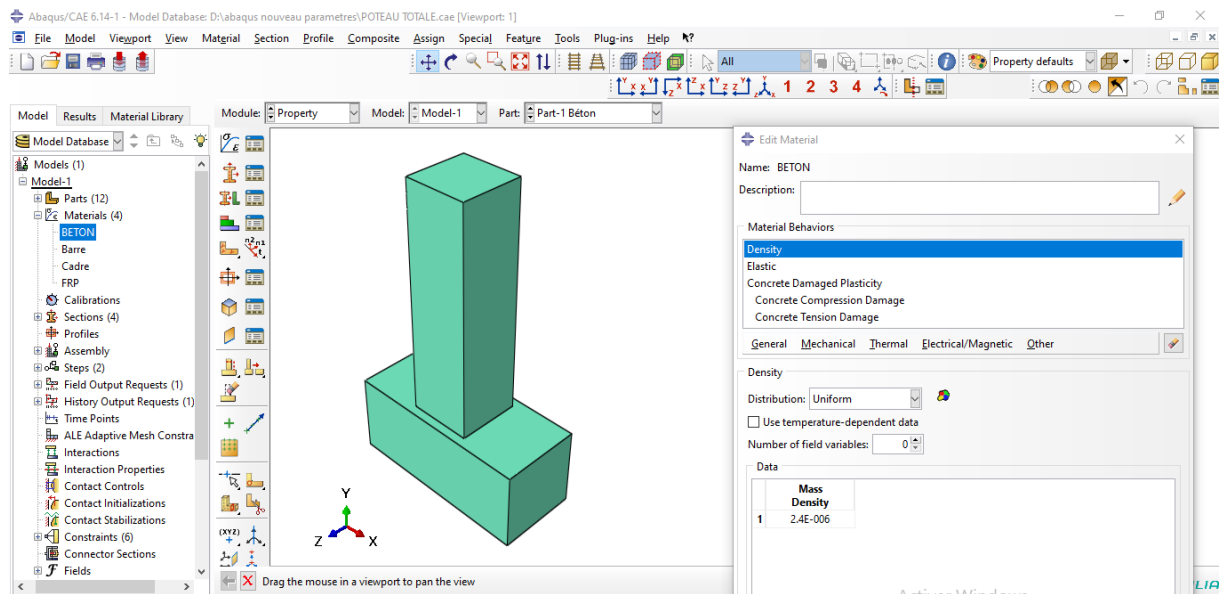 Abaqus/CAE 6.14-1 - Model Database: D:\abaqus nouveau parametres\POTEAU TOTALE.cae [Viewport: 1]
File Model Viewport View Material Section Profile Composite Assign Special Feature Tools Plug-ins Help
All Property defaults
1 2 3 4
Model Results Material Library Module: Property Model: Model-1 Part: Part-1 Béton
Model Database
Models (1)
Model-1
Parts (12)
Materials (4)
BETON
Barre
Cadre
FRP
Calibrations
Sections (4)
Profiles
Assembly
Steps (2)
Field Output Requests (1)
History Output Requests (1)
Time Points
ALE Adaptive Mesh Constra
Interactions
Interaction Properties
Contact Controls
Contact Initializations
Contact Stabilizations
Constraints (6)
Connector Sections
Fields
n2 n1
t
(XYZ)
Y
Z X
Drag the mouse in a viewport to pan the view
Edit Material
Name: BETON
Description:
Material Behaviors
Density
Elastic
Concrete Damaged Plasticity
Concrete Compression Damage
Concrete Tension Damage
General Mechanical Thermal Electrical/Magnetic Other
Density
Distribution: Uniform
Use temperature-dependent data
Number of field variables: 0
Data
Mass
Density
1 2.4E-006
Activer Windows
LIA